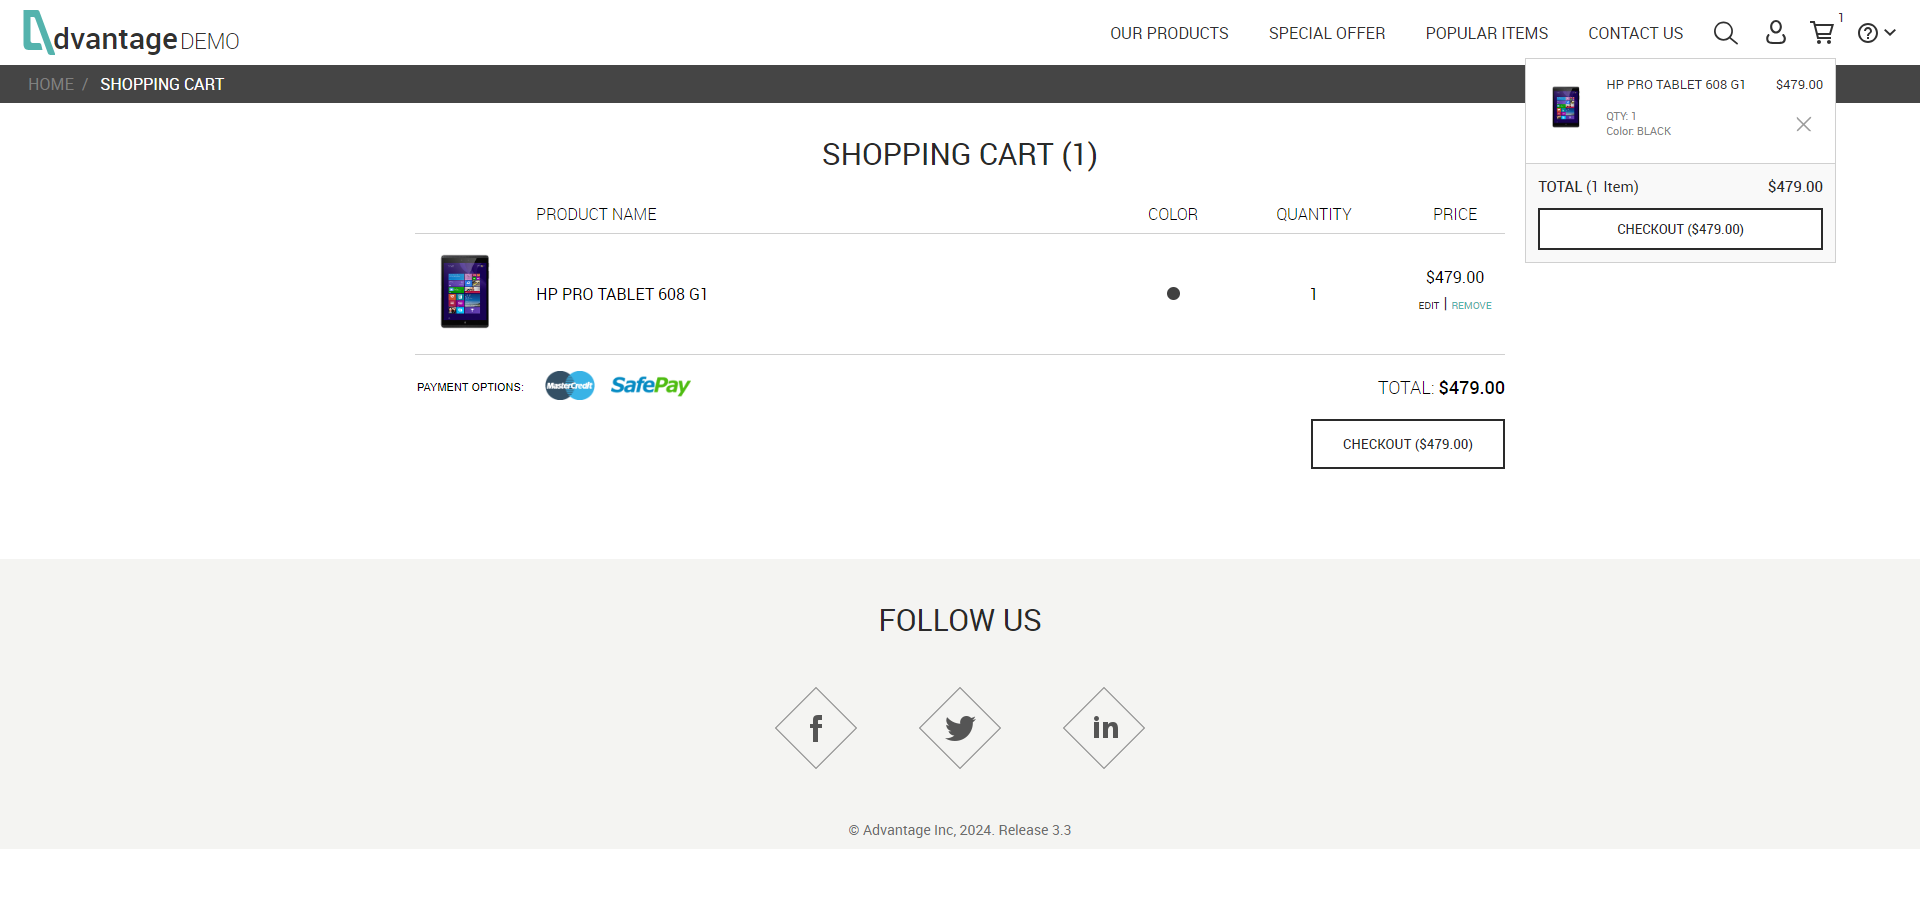 dvantage DEMO
OUR PRODUCTS
SPECIAL OFFER
POPULAR ITEMS
CONTACT US
1
HOME / SHOPPING CART
HP PRO TABLET 608 G1 $479.00
QTY: 1
Color: BLACK
TOTAL (1 Item) $479.00
CHECKOUT ($479.00)
SHOPPING CART (1)
PRODUCT NAME COLOR QUANTITY PRICE
HP PRO TABLET 608 G1 1 $479.00
EDIT | REMOVE
PAYMENT OPTIONS: MasterCredit SafePay TOTAL: $479.00
CHECKOUT ($479.00)
FOLLOW US
f
in
© Advantage Inc, 2024. Release 3.3